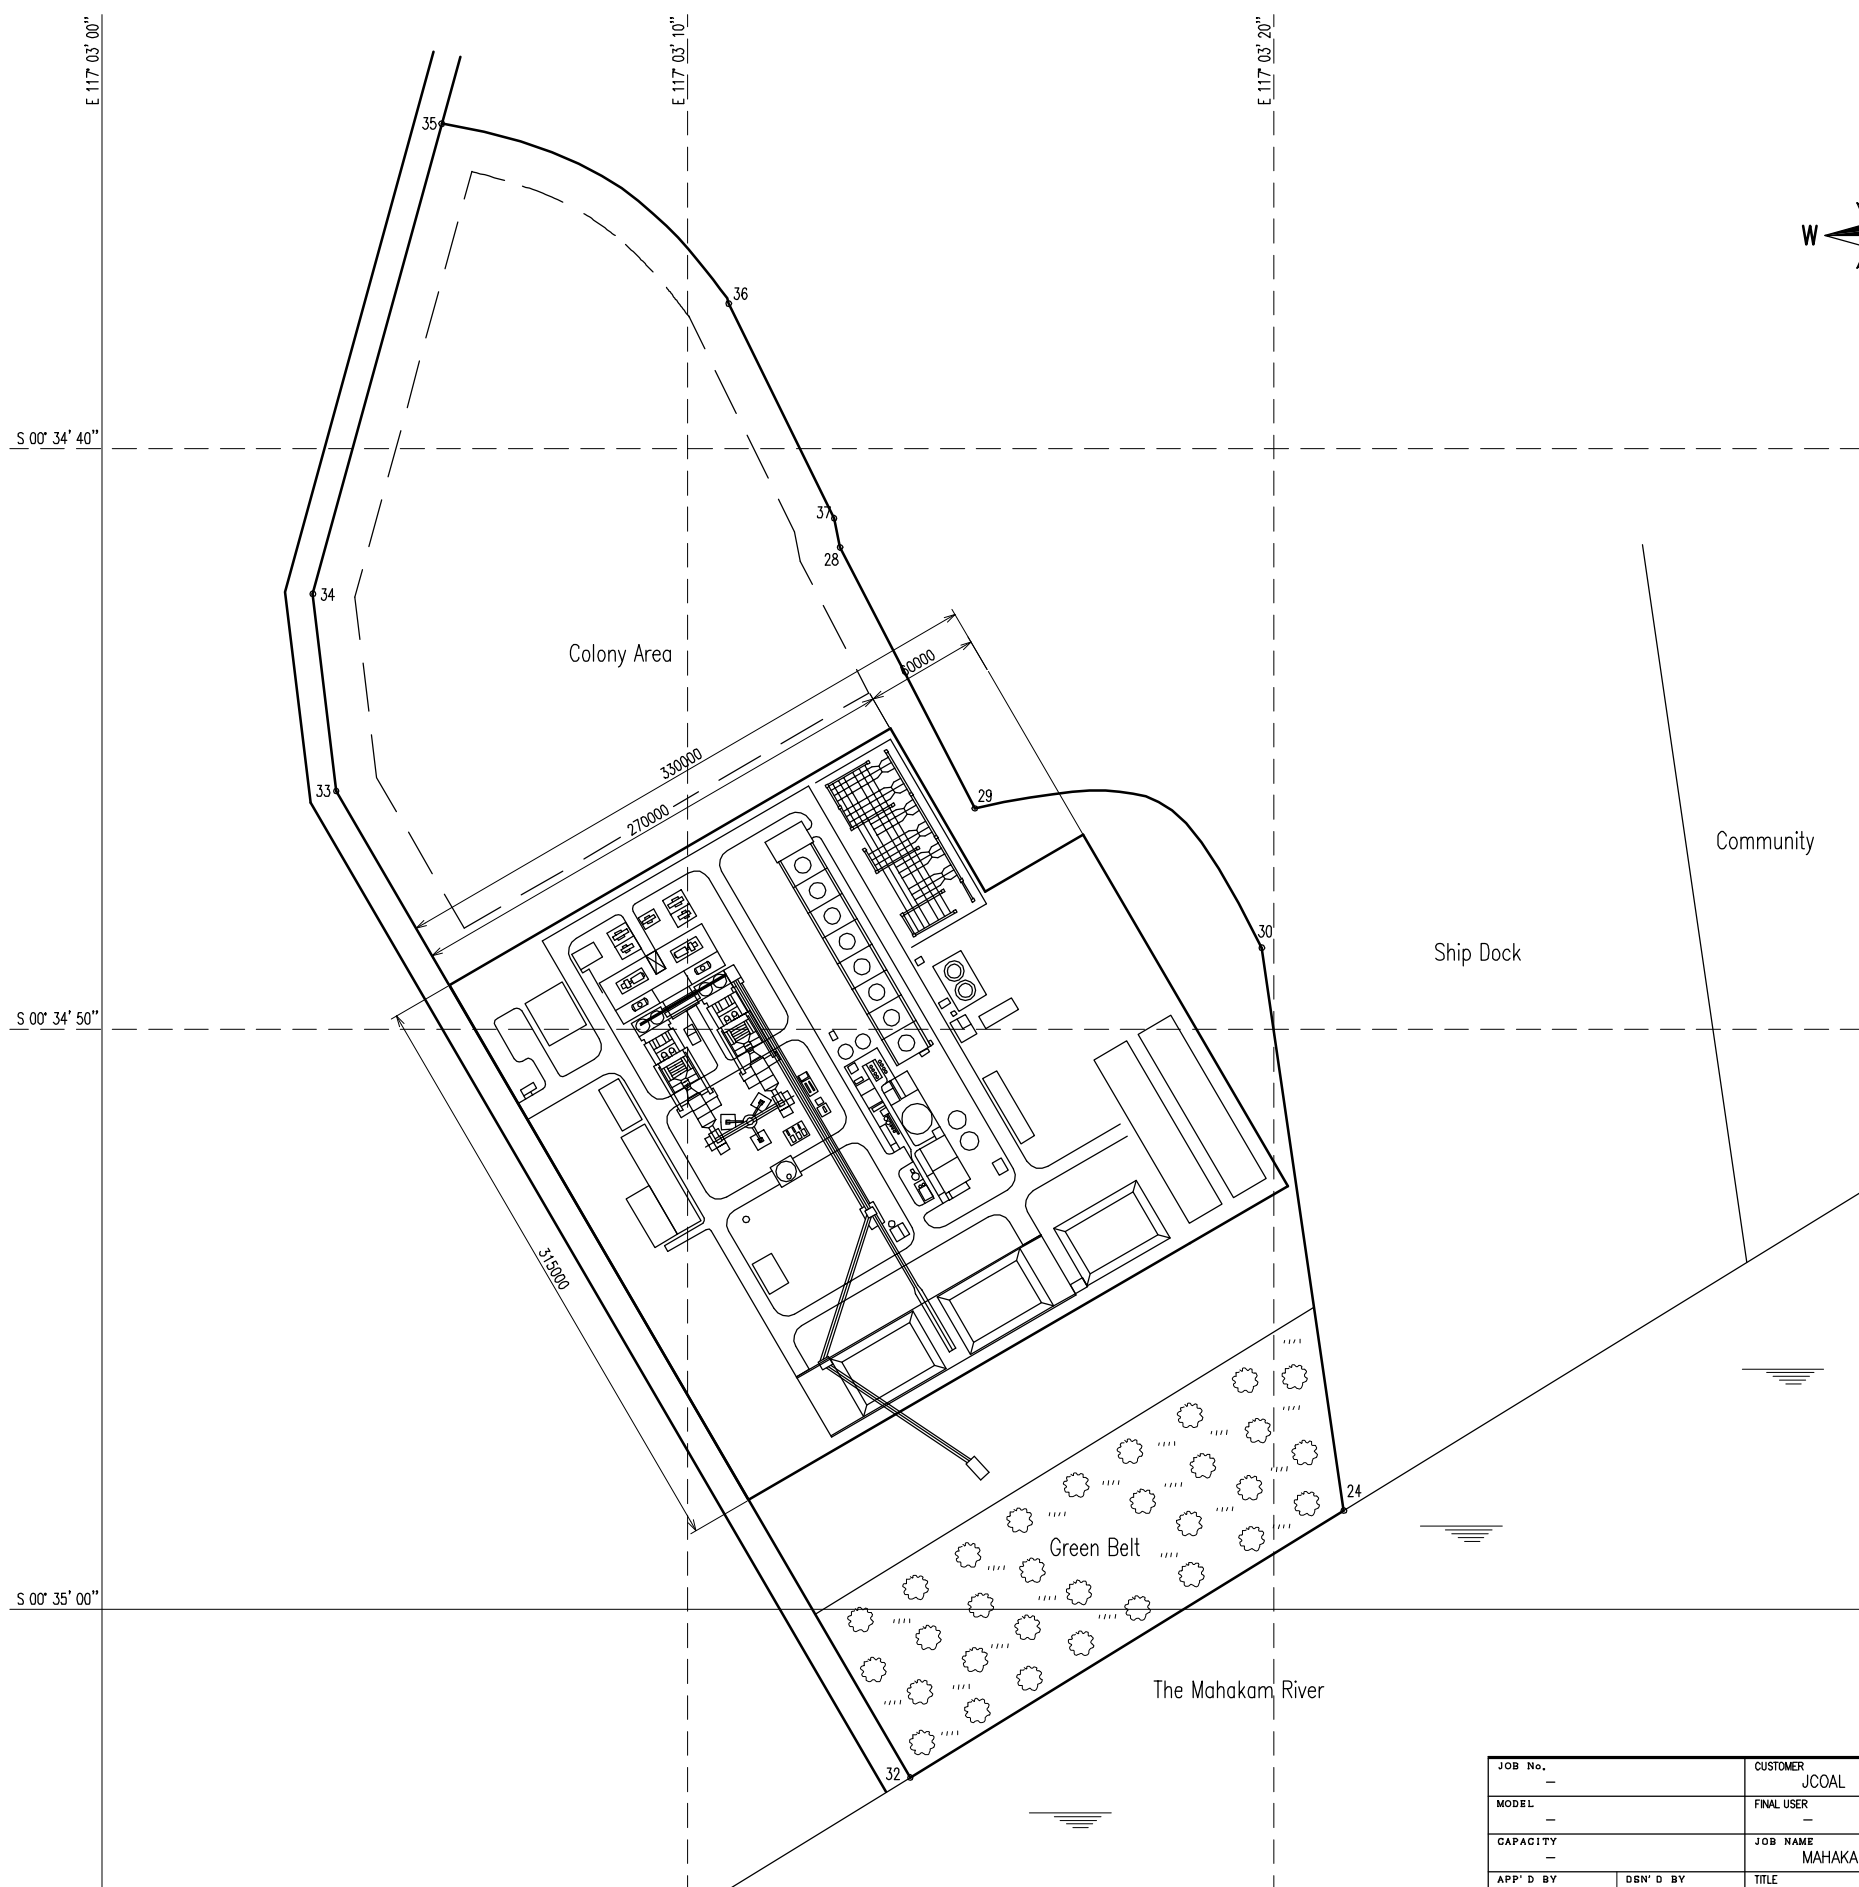 E 117° 03' 00"
E 117° 03' 10"
E 117° 03' 20"
35
36
W
S 00° 34' 40"
37
28
34
Colony Area
60000
330000
33
29
270000
Community
30
Ship Dock
S 00° 34' 50"
315000
24
Green Belt
S 00° 35' 00"
The Mahakam River
32
JOB No.
–
CUSTOMER
JCOAL
MODEL
–
FINAL USER
–
CAPACITY
–
JOB NAME
MAHAKA
APP'D BY
DSN'D BY
TITLE